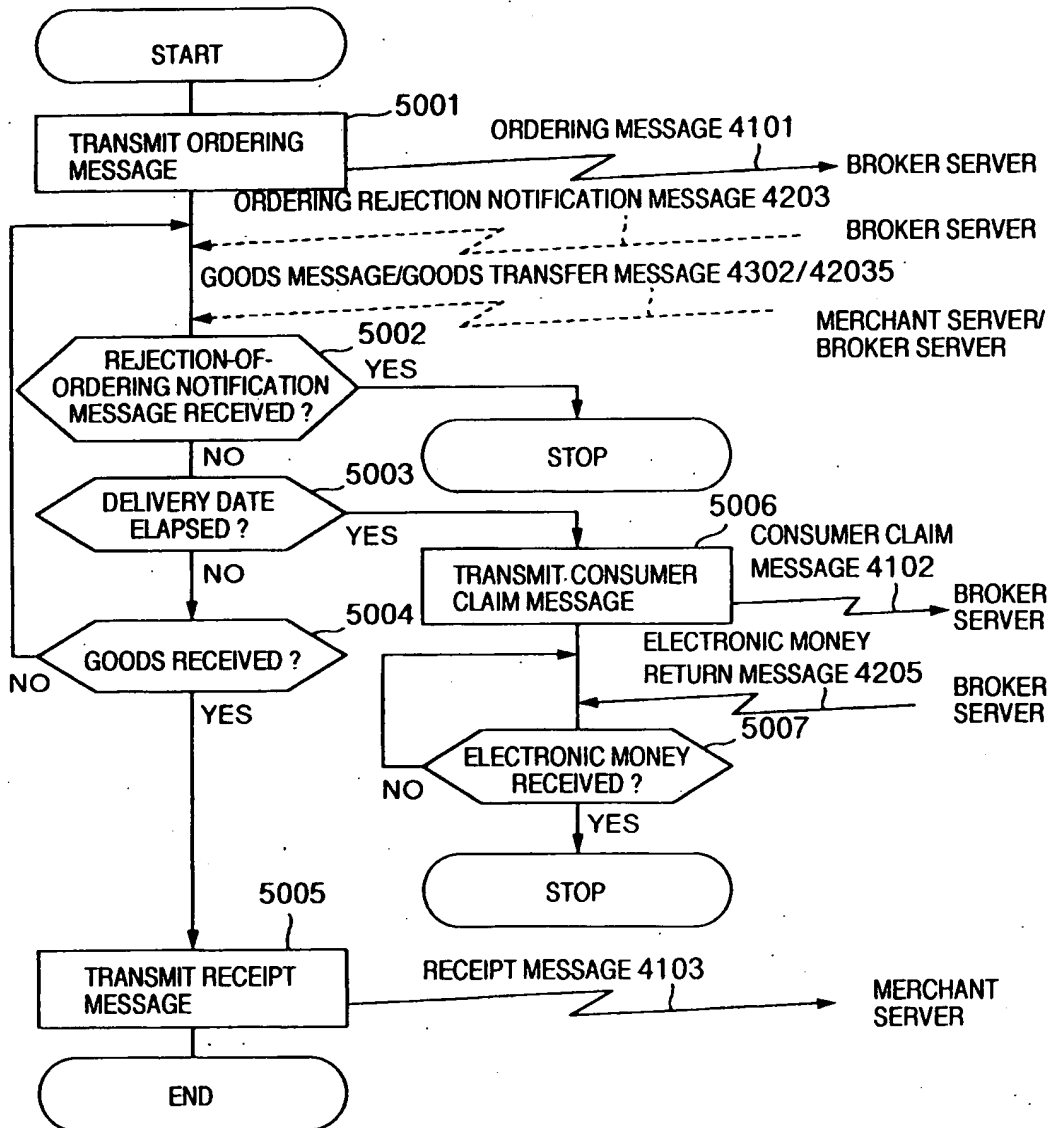 START
5001
TRANSMIT ORDERING
MESSAGE
ORDERING MESSAGE 4101
BROKER SERVER
ORDERING REJECTION NOTIFICATION MESSAGE 4203
BROKER SERVER
GOODS MESSAGE/GOODS TRANSFER MESSAGE 4302/42035
MERCHANT SERVER/
BROKER SERVER
5002
REJECTION-OF-
ORDERING NOTIFICATION
MESSAGE RECEIVED ?
YES
STOP
NO
5003
DELIVERY DATE
ELAPSED ?
YES
5006
TRANSMIT CONSUMER
CLAIM MESSAGE
CONSUMER CLAIM
MESSAGE 4102
BROKER
SERVER
NO
5004
GOODS RECEIVED ?
NO
YES
ELECTRONIC MONEY
RETURN MESSAGE 4205
BROKER
SERVER
5007
ELECTRONIC MONEY
RECEIVED ?
NO
YES
STOP
5005
TRANSMIT RECEIPT
MESSAGE
RECEIPT MESSAGE 4103
MERCHANT
SERVER
END